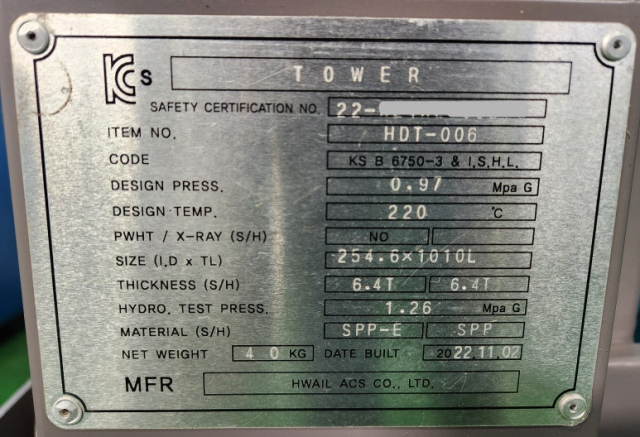 KCs TOWER
SAFETY CERTIFICATION NO. 22-
ITEM NO. HDT-006
CODE KS B 6750-3 & I.S.H.L.
DESIGN PRESS. 0.97 Mpa G
DESIGN TEMP. 220 ℃
PWHT / X-RAY (S/H) NO
SIZE (I.D x TL) 254.6×1010L
THICKNESS (S/H) 6.4T 6.4T
HYDRO. TEST PRESS. 1.26 Mpa G
MATERIAL (S/H) SPP-E SPP
NET WEIGHT 40 KG DATE BUILT 2022.11.02
MFR HWAIL ACS CO., LTD.